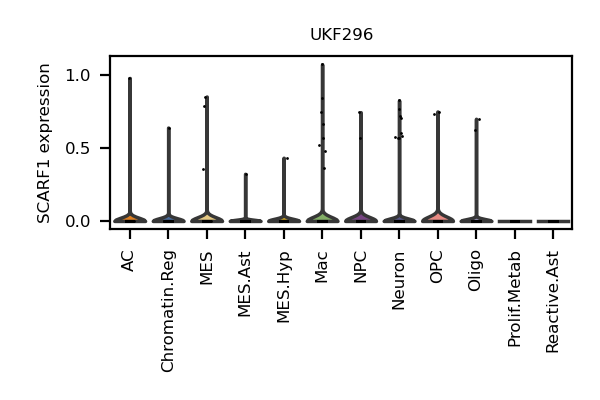 UKF296
SCARF1 expression
1.0
0.5
0.0
AC
Chromatin.Reg
MES
MES.Ast
MES.Hyp
Mac
NPC
Neuron
OPC
Oligo
Prolif.Metab
Reactive.Ast